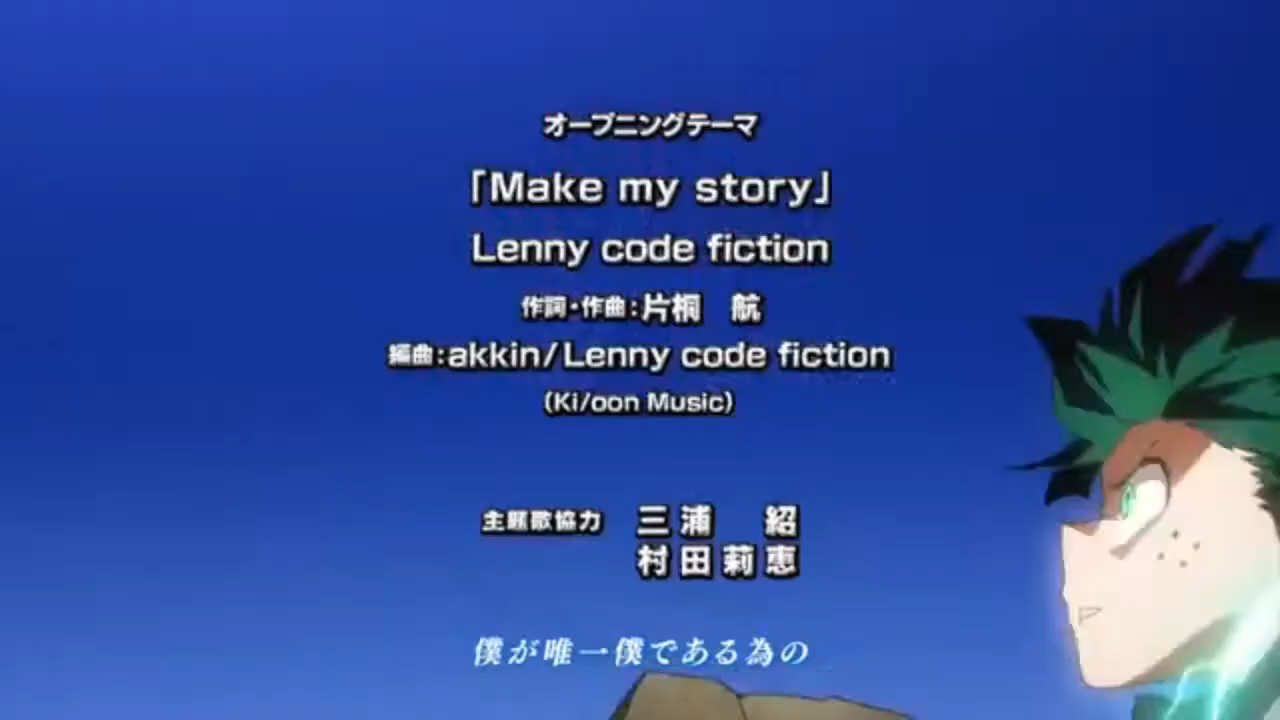 オープニングテーマ
「Make my story」
Lenny code fiction
作詞・作曲:片桐 航
編曲:akkin/Lenny code fiction
(Ki/oon Music)
主題歌協力 三浦 紹
村田莉恵
僕が唯一僕である為の